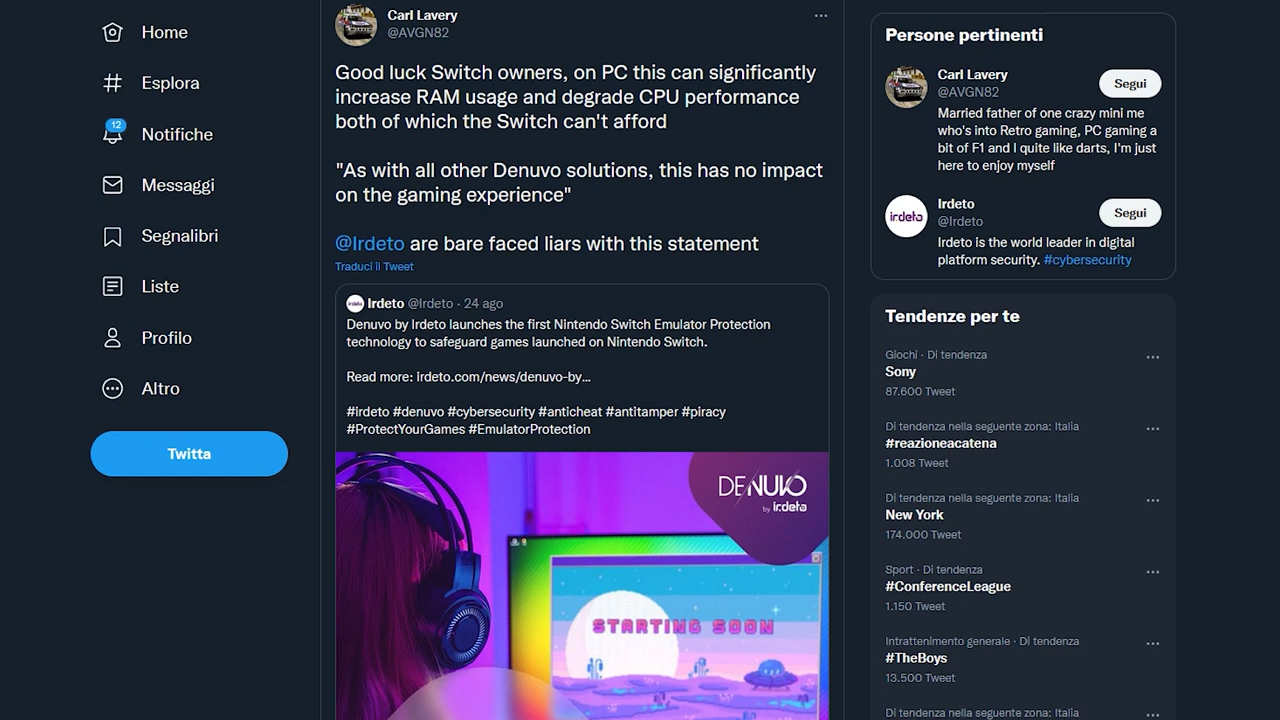 Home
Esplora
12
Notifiche
Messaggi
Segnalibri
Liste
Profilo
Altro
Twitta
Carl Lavery
@AVGN82
Good luck Switch owners, on PC this can significantly
increase RAM usage and degrade CPU performance
both of which the Switch can't afford
"As with all other Denuvo solutions, this has no impact
on the gaming experience"
@Irdeto are bare faced liars with this statement
Traduci il Tweet
irdeto
Irdeto @Irdeto · 24 ago
Denuvo by Irdeto launches the first Nintendo Switch Emulator Protection
technology to safeguard games launched on Nintendo Switch.
Read more: irdeto.com/news/denuvo-by...
#irdeto #denuvo #cybersecurity #anticheat #antitamper #piracy
#ProtectYourGames #EmulatorProtection
DENUVO
by irdeto
STARTING SOON
Persone pertinenti
Carl Lavery
@AVGN82
Segui
Married father of one crazy mini me
who's into Retro gaming, PC gaming a
bit of F1 and I quite like darts, I'm just
here to enjoy myself
irdeto
Irdeto
@Irdeto
Segui
Irdeto is the world leader in digital
platform security. #cybersecurity
Tendenze per te
Giochi · Di tendenza
Sony
87.600 Tweet
Di tendenza nella seguente zona: Italia
#reazioneacatena
1.008 Tweet
Di tendenza nella seguente zona: Italia
New York
174.000 Tweet
Sport · Di tendenza
#ConferenceLeague
1.150 Tweet
Intrattenimento generale · Di tendenza
#TheBoys
13.500 Tweet
Di tendenza nella seguente zona: Italia